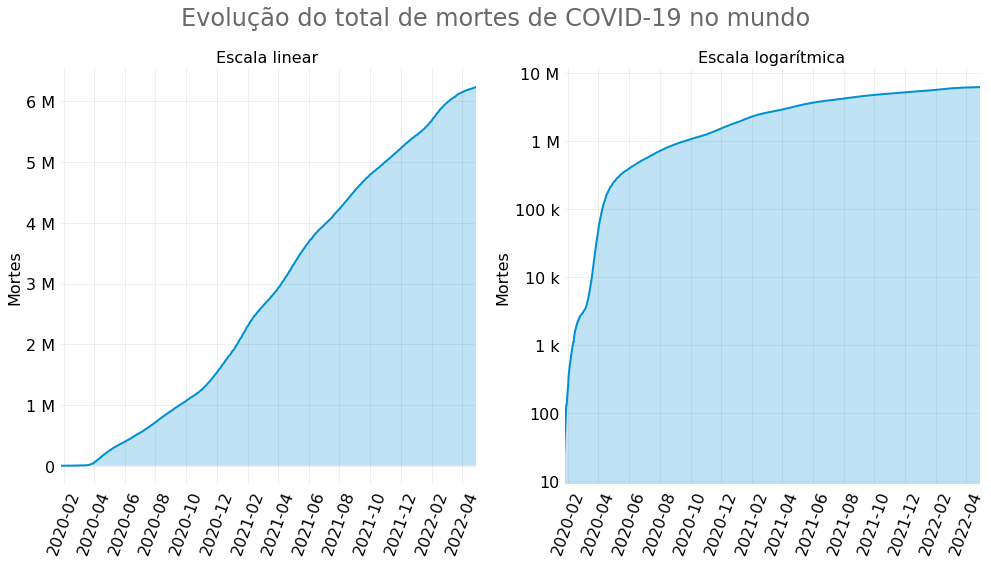 Evolução do total de mortes de COVID-19 no mundo
Escala linear
Mortes
6 M
5 M
4 M
3 M
2 M
1 M
0
2020-02
2020-04
2020-06
2020-08
2020-10
2020-12
2021-02
2021-04
2021-06
2021-08
2021-10
2021-12
2022-02
2022-04
Escala logarítmica
Mortes
10 M
1 M
100 k
10 k
1 k
100
10
2020-02
2020-04
2020-06
2020-08
2020-10
2020-12
2021-02
2021-04
2021-06
2021-08
2021-10
2021-12
2022-02
2022-04